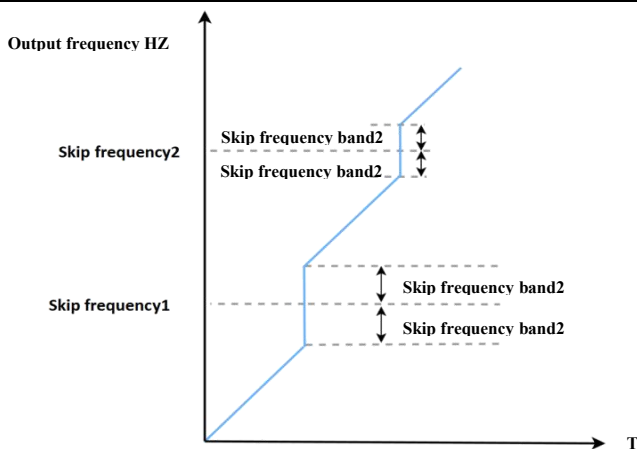 Output frequency HZ
Skip frequency band2
Skip frequency2
Skip frequency band2
Skip frequency band2
Skip frequency1
Skip frequency band2
T